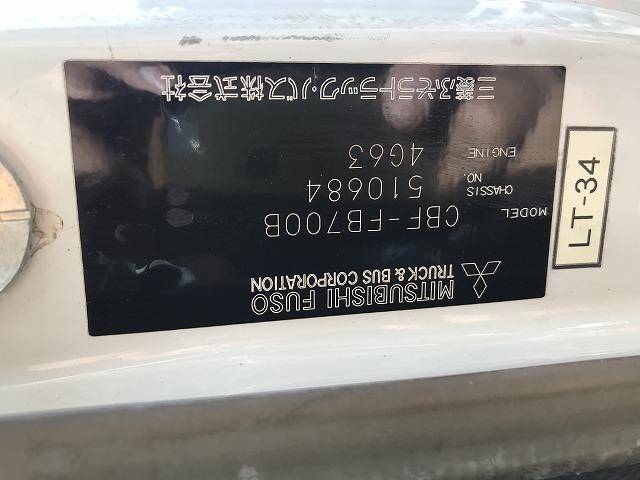 MITSUBISHI FUSO
TRUCK & BUS CORPORATION
MODEL CBF-FB700B
CHASSIS NO. 510684
ENGINE 4G63
三菱ふそうトラック・バス株式会社
LT-34